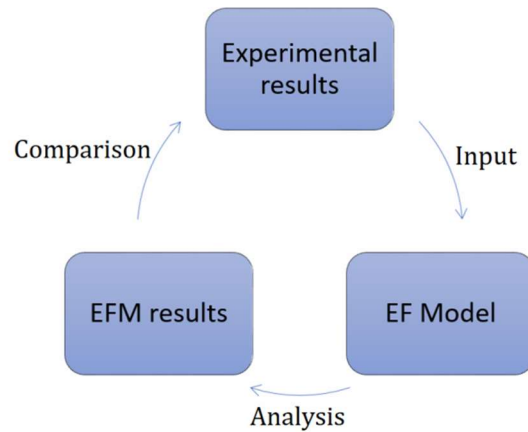 Experimental
results
Comparison
Input
EFM results
EF Model
Analysis